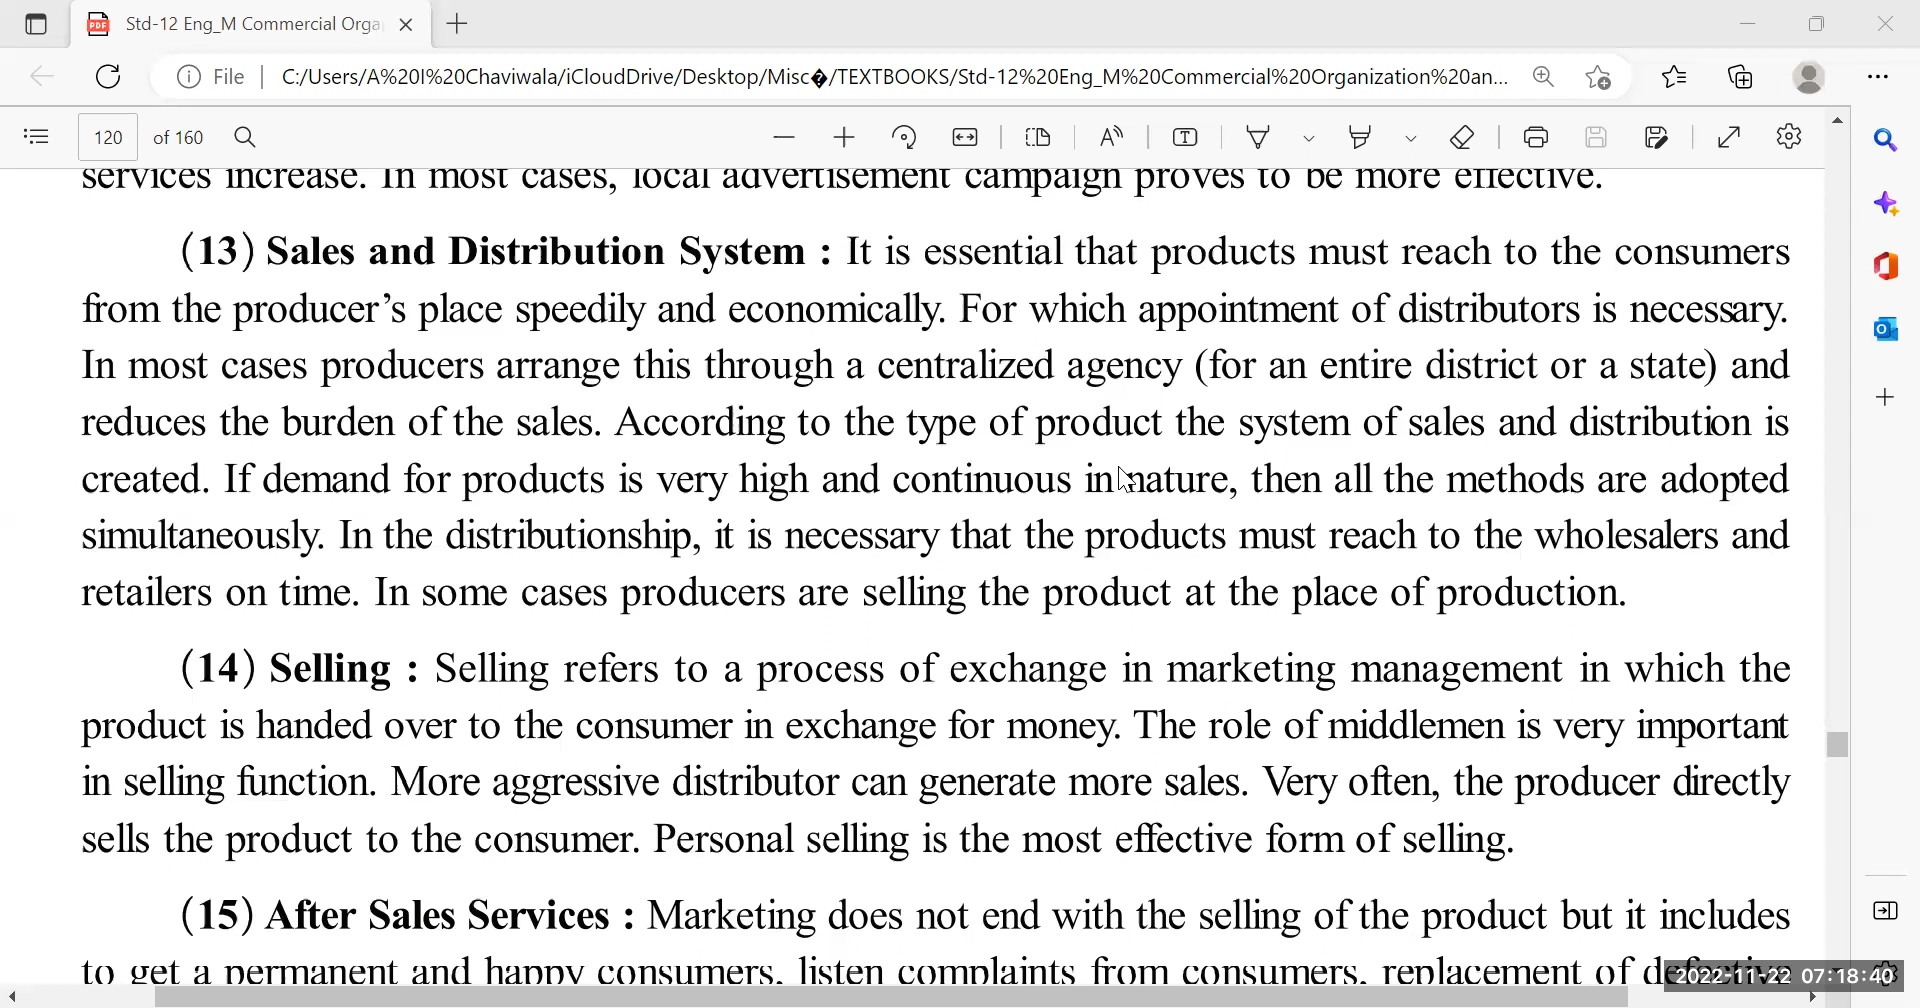 Std-12 Eng_M Commercial Orga
File
C:/Users/A%20I%20Chaviwala/iCloudDrive/Desktop/Misc�/TEXTBOOKS/Std-12%20Eng_M%20Commercial%20Organization%20an...
120 of 160
services increase. In most cases, local advertisement campaign proves to be more effective.
(13) Sales and Distribution System : It is essential that products must reach to the consumers
from the producer’s place speedily and economically. For which appointment of distributors is necessary.
In most cases producers arrange this through a centralized agency (for an entire district or a state) and
reduces the burden of the sales. According to the type of product the system of sales and distribution is
created. If demand for products is very high and continuous in nature, then all the methods are adopted
simultaneously. In the distributionship, it is necessary that the products must reach to the wholesalers and
retailers on time. In some cases producers are selling the product at the place of production.
(14) Selling : Selling refers to a process of exchange in marketing management in which the
product is handed over to the consumer in exchange for money. The role of middlemen is very important
in selling function. More aggressive distributor can generate more sales. Very often, the producer directly
sells the product to the consumer. Personal selling is the most effective form of selling.
(15) After Sales Services : Marketing does not end with the selling of the product but it includes
to get a permanent and happy consumers, listen complaints from consumers, replacement of defective
2022-11-22 07:18:40